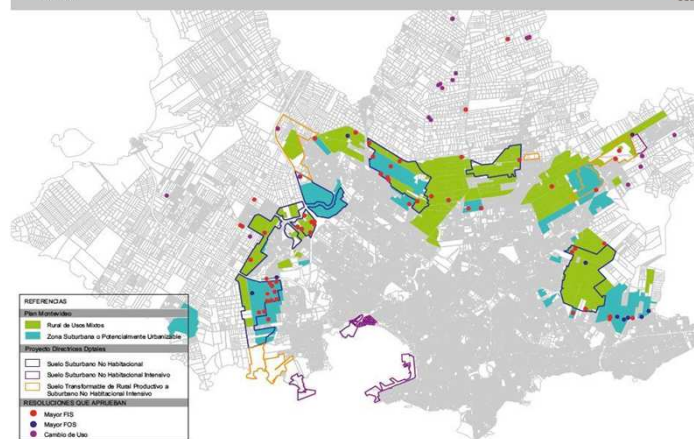 REFERENCIAS
Plan Montevideo
Rural de Usos Mixtos
Zona Suburbana o Potencialmente Urbanizable
Proyecto Directrices Dptales
Suelo Suburbano No Habitacional
Suelo Suburbano No Habitacional Intensivo
Suelo Transformable de Rural Productivo a
Suburbano No Habitacional Intensivo
RESOLUCIONES QUE APRUEBAN
Mayor FIS
Mayor FOS
Cambio de Uso